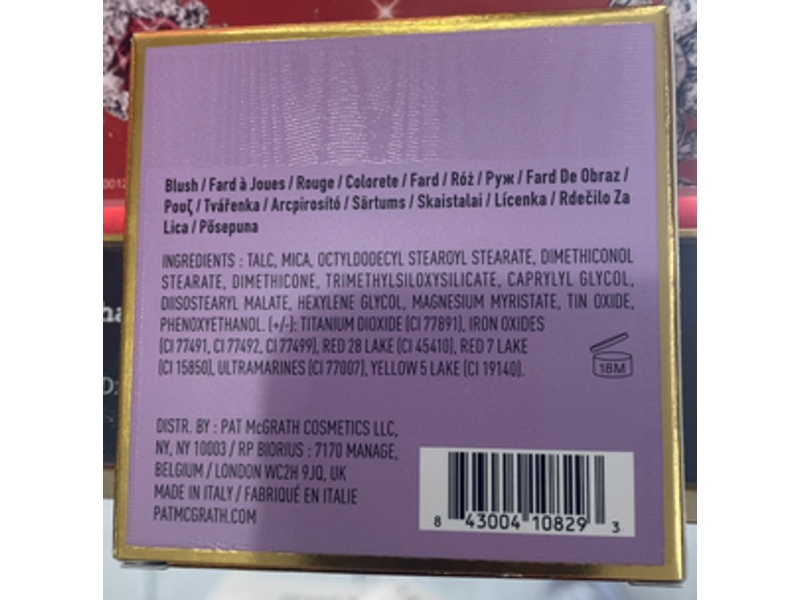 Blush / Fard à Joues / Rouge / Colorete / Fard / Róż / Руж / Fard De Obraz /
Ρουζ / Tvářenka / Arcpirosító / Sārtums / Skaistalai / Lícenka / Rdečilo Za
Lica / Põsepuna
INGREDIENTS : TALC, MICA, OCTYLDODECYL STEAROYL STEARATE, DIMETHICONOL
STEARATE, DIMETHICONE, TRIMETHYLSILOXYSILICATE, CAPRYLYL GLYCOL,
DIISOSTEARYL MALATE, HEXYLENE GLYCOL, MAGNESIUM MYRISTATE, TIN OXIDE,
PHENOXYETHANOL. (+/-): TITANIUM DIOXIDE (CI 77891), IRON OXIDES
(CI 77491, CI 77492, CI 77499), RED 28 LAKE (CI 45410), RED 7 LAKE
(CI 15850), ULTRAMARINES (CI 77007), YELLOW 5 LAKE (CI 19140).
18M
DISTR. BY : PAT McGRATH COSMETICS LLC,
NY, NY 10003 / RP BIORIUS : 7170 MANAGE,
BELGIUM / LONDON WC2H 9JQ, UK
MADE IN ITALY / FABRIQUÉ EN ITALIE
PATMCGRATH.COM
8 43004 10829 3